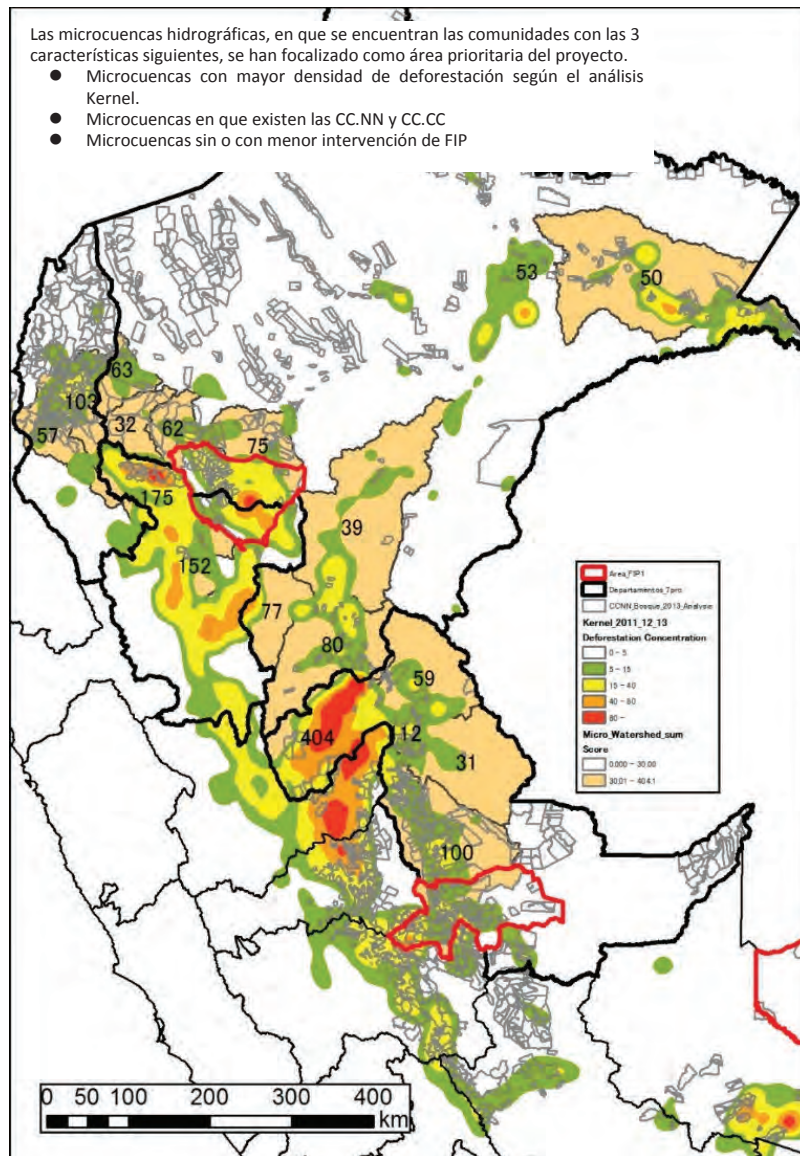 Las microcuencas hidrográficas, en que se encuentran las comunidades con las 3
características siguientes, se han focalizado como área prioritaria del proyecto.
● Microcuencas con mayor densidad de deforestación según el análisis
Kernel.
● Microcuencas en que existen las CC.NN y CC.CC
● Microcuencas sin o con menor intervención de FIP
53
50
63
103
57
32
62
75
175
39
152
77
80
59
404
112
31
100
Area_FIP1
Departamentos_7pro
CCNN_Bosque_2013_Analysis
Kernel_2011_12_13
Deforestation Concentration
0 - 5
5 - 15
15 - 40
40 - 80
80 -
Micro_Watershed_sum
Score
0.000 - 30.00
30.01 - 404.1
0 50 100 200 300 400
km